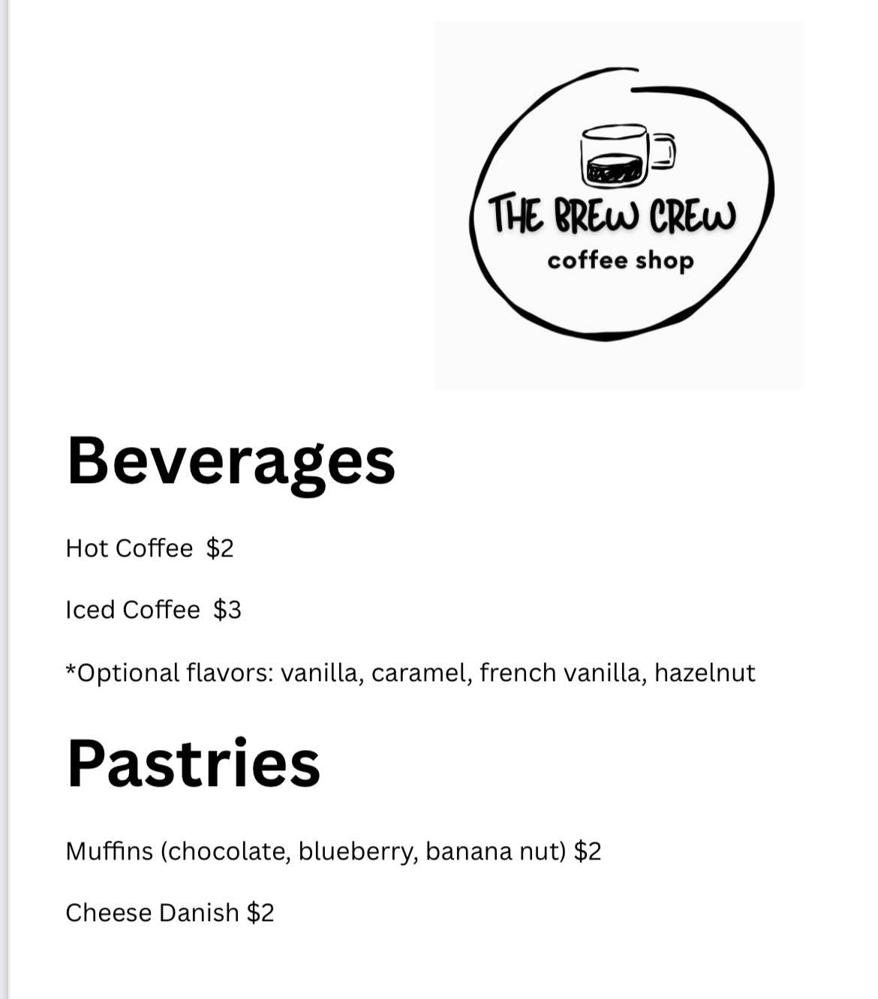 THE BREW CREW
coffee shop
Beverages
Hot Coffee  $2
Iced Coffee  $3
*Optional flavors: vanilla, caramel, french vanilla, hazelnut
Pastries
Muffins (chocolate, blueberry, banana nut) $2
Cheese Danish $2